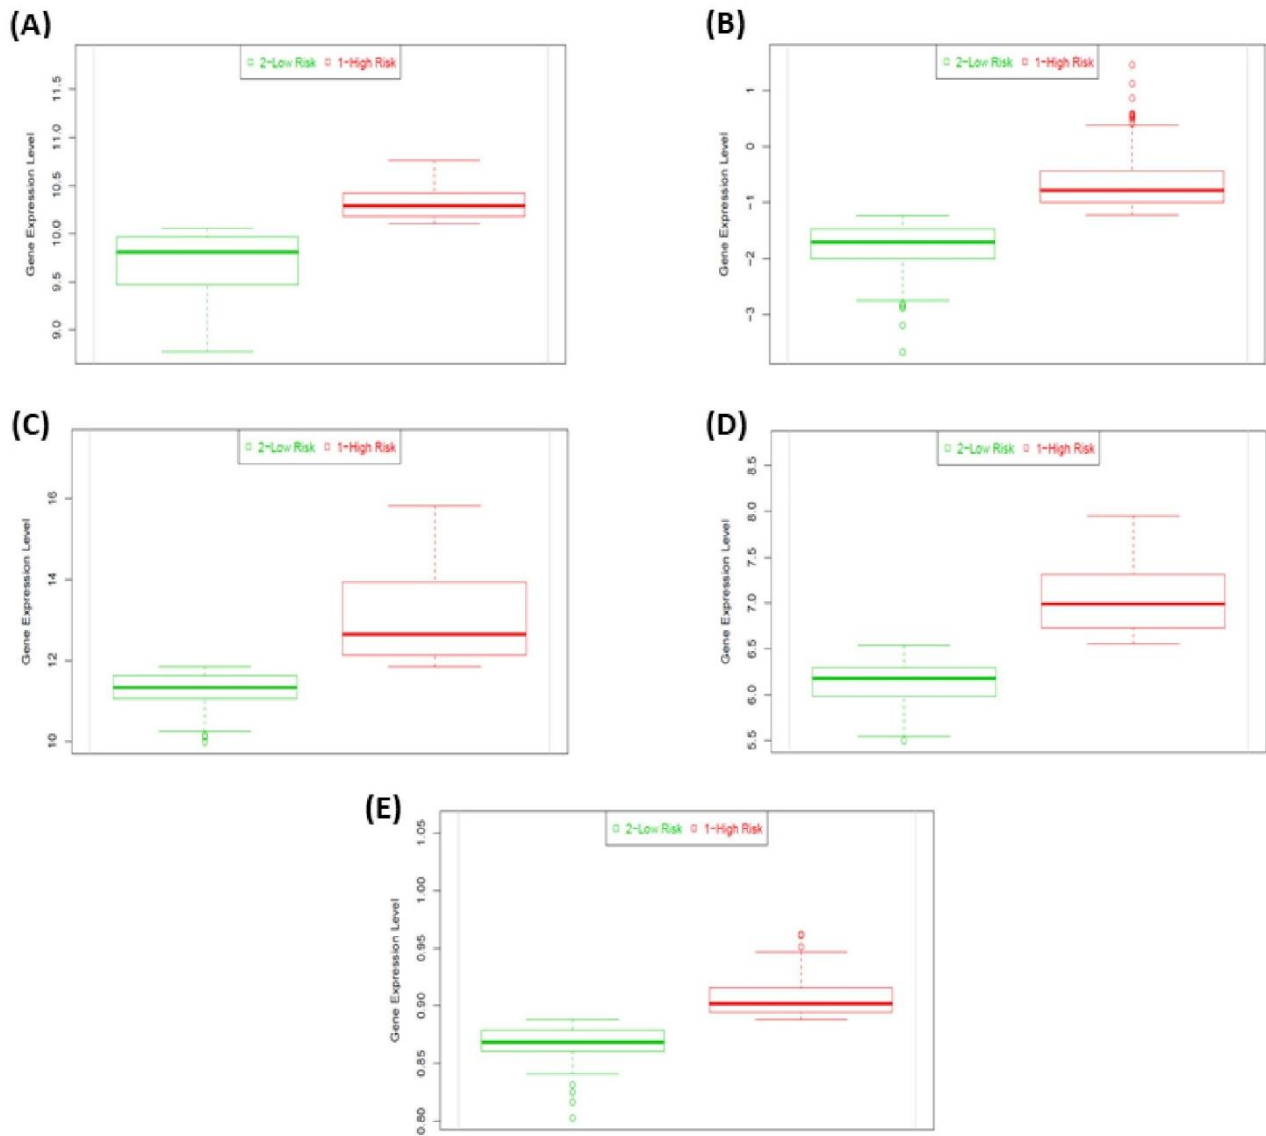 (A)
2-Low Risk 1-High Risk
Gene Expression Level
11.5
11.0
10.5
10.0
9.5
9.0
(B)
2-Low Risk 1-High Risk
Gene Expression Level
1
0
-1
-2
-3
(C)
2-Low Risk 1-High Risk
Gene Expression Level
16
14
12
10
(D)
2-Low Risk 1-High Risk
Gene Expression Level
8.5
8.0
7.5
7.0
6.5
6.0
5.5
(E)
2-Low Risk 1-High Risk
Gene Expression Level
1.05
1.00
0.95
0.90
0.85
0.80